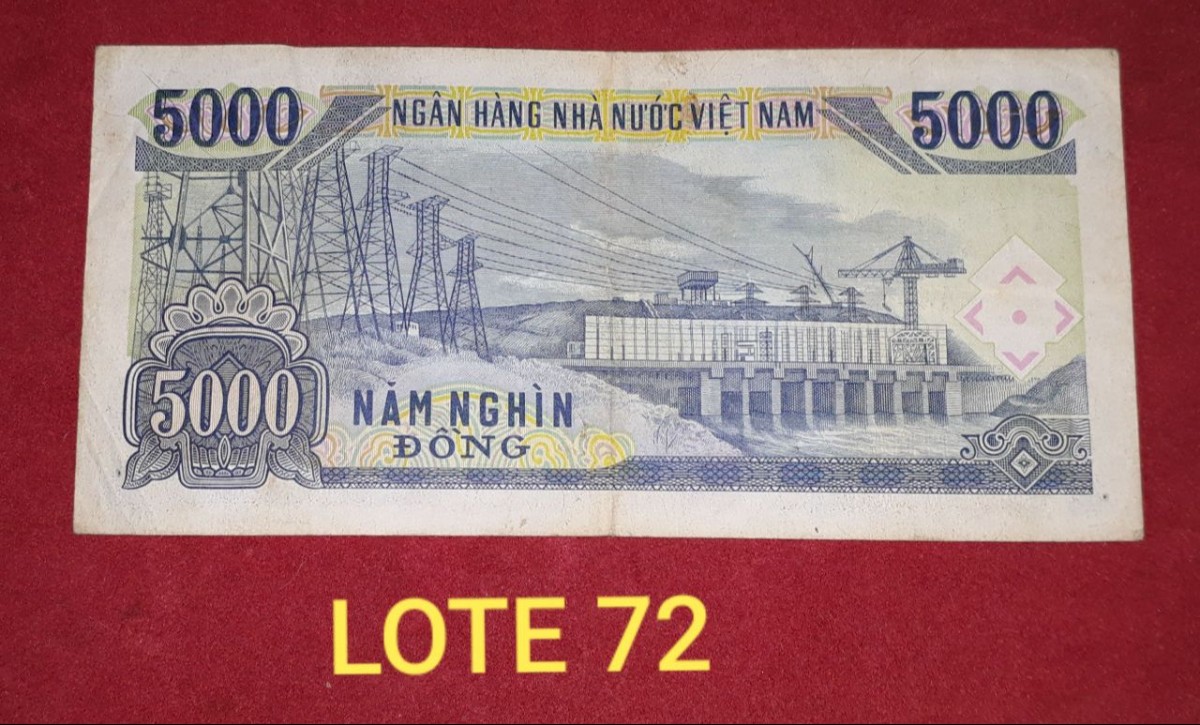 5000 NGÂN HÀNG NHÀ NƯỚC VIỆT NAM 5000
5000
NĂM NGHÌN
ĐỒNG
LOTE 72